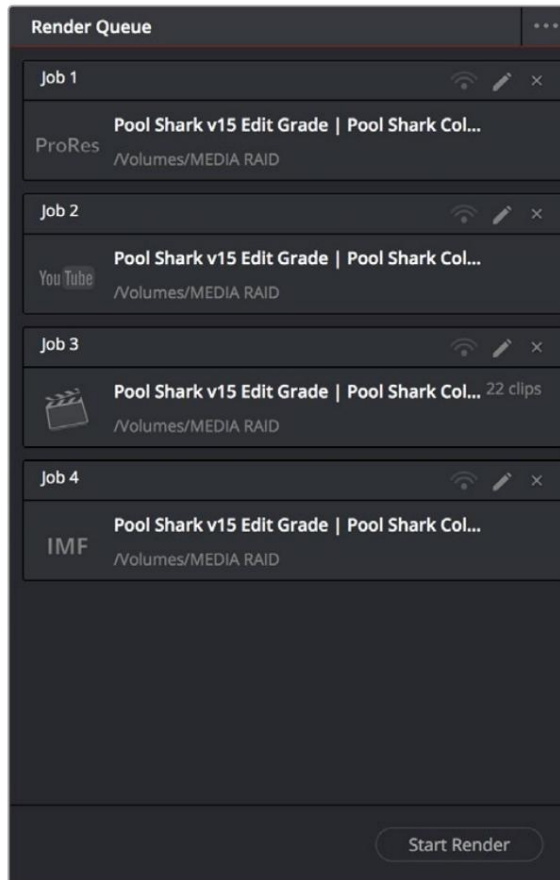 Render Queue
Job 1
ProRes
Pool Shark v15 Edit Grade | Pool Shark Col...
/Volumes/MEDIA RAID
Job 2
YouTube
Pool Shark v15 Edit Grade | Pool Shark Col...
/Volumes/MEDIA RAID
Job 3
Pool Shark v15 Edit Grade | Pool Shark Col... 22 clips
/Volumes/MEDIA RAID
Job 4
IMF
Pool Shark v15 Edit Grade | Pool Shark Col...
/Volumes/MEDIA RAID
Start Render